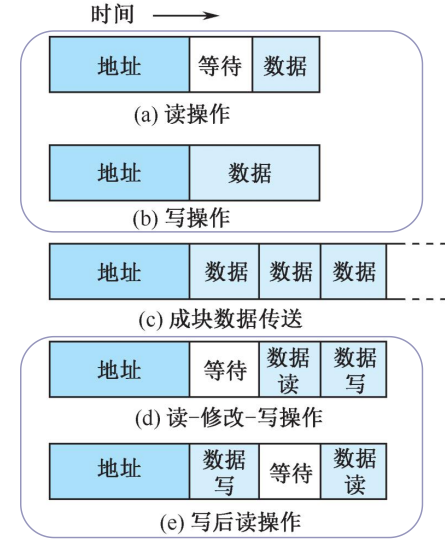 时间
地址 等待 数据
(a) 读操作
地址 数据
(b) 写操作
地址 数据 数据 数据
(c) 成块数据传送
地址 等待 数据读 数据写
(d) 读-修改-写操作
地址 数据写 等待 数据读
(e) 写后读操作